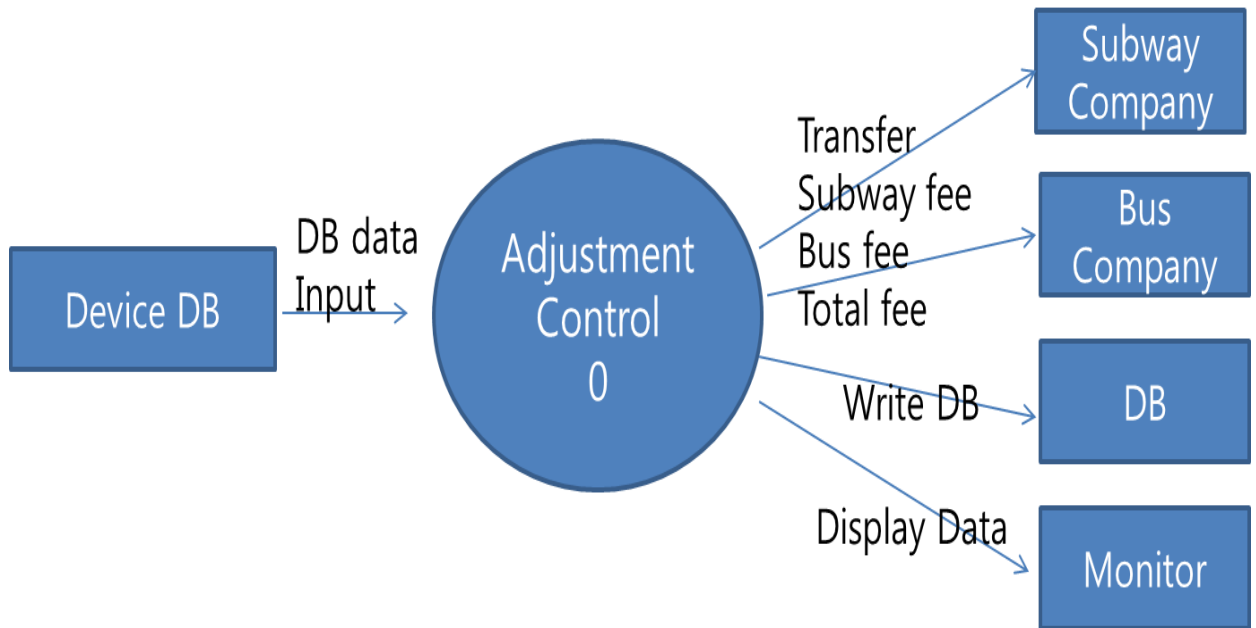 Device DB
DB data
Input
Adjustment
Control
0
Transfer
Subway fee
Bus fee
Total fee
Write DB
Display Data
Subway
Company
Bus
Company
DB
Monitor